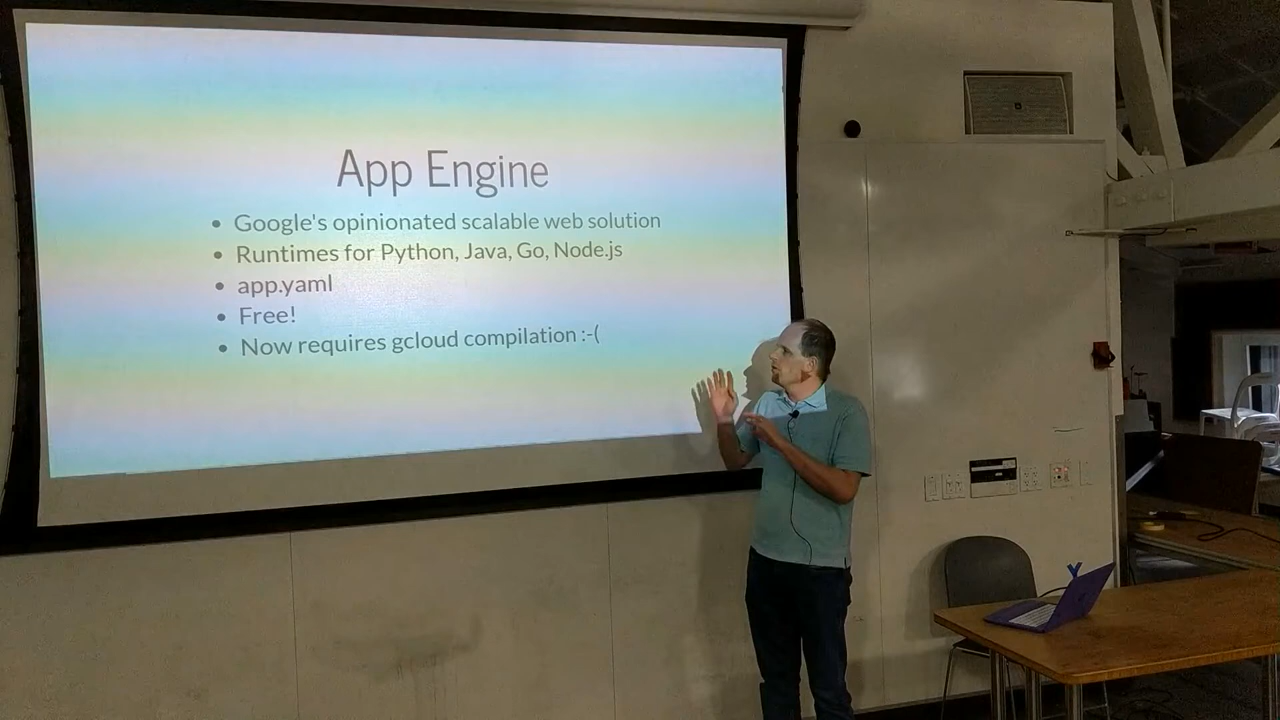 App Engine
• Google's opinionated scalable web solution
• Runtimes for Python, Java, Go, Node.js
• app.yaml
• Free!
• Now requires gcloud compilation :-(